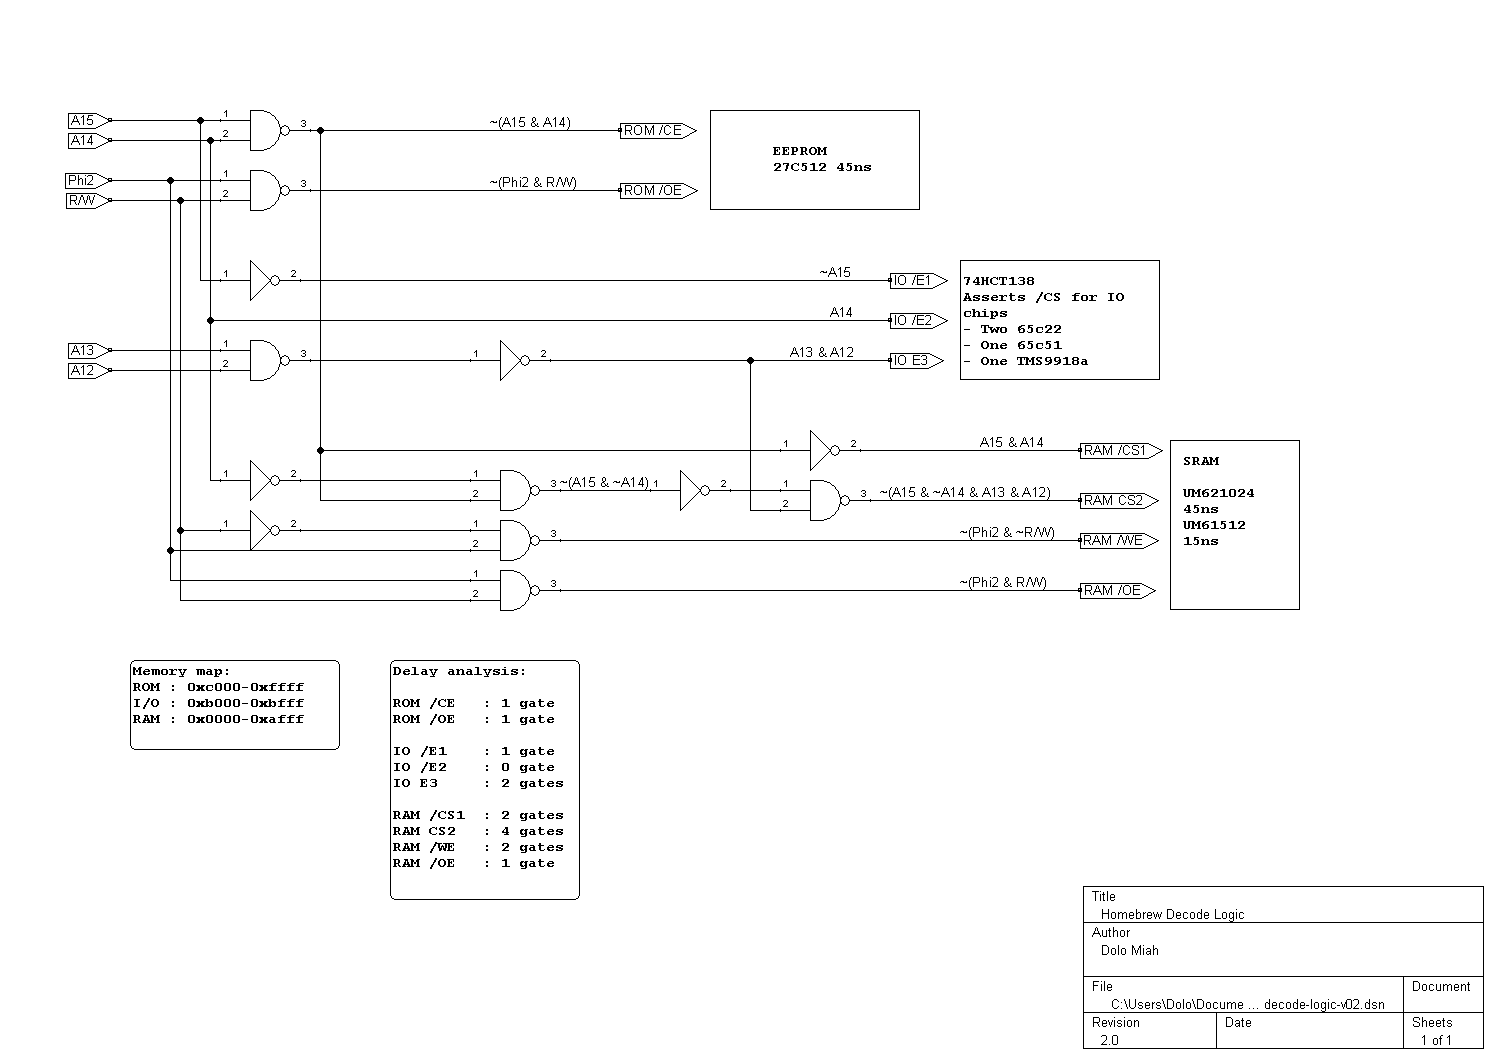 A15
A14
Phi2
R/W
A13
A12
1
2
3
~(A15 & A14)
ROM /CE
1
2
3
~(Phi2 & R/W)
ROM /OE
EEPROM
27C512 45ns
1
2
~A15
IO /E1
A14
IO /E2
1
2
3
1
2
A13 & A12
IO E3
74HCT138
Asserts /CS for IO
chips
- Two 65c22
- One 65c51
- One TMS9918a
1
2
A15 & A14
RAM /CS1
1
2
1
2
3
~(A15 & ~A14)
1
2
1
2
3
~(A15 & ~A14 & A13 & A12)
RAM CS2
1
2
1
2
3
~(Phi2 & ~R/W)
RAM /WE
1
2
3
~(Phi2 & R/W)
RAM /OE
SRAM
UM621024
45ns
UM61512
15ns
Memory map:
ROM : 0xc000-0xffff
I/O : 0xb000-0xbfff
RAM : 0x0000-0xafff
Delay analysis:
ROM /CE : 1 gate
ROM /OE : 1 gate
IO /E1 : 1 gate
IO /E2 : 0 gate
IO E3 : 2 gates
RAM /CS1 : 2 gates
RAM CS2 : 4 gates
RAM /WE : 2 gates
RAM /OE : 1 gate
Title
Homebrew Decode Logic
Author
Dolo Miah
File
C:\Users\Dolo\Docume ... decode-logic-v02.dsn
Document
Revision
2.0
Date
Sheets
1 of 1